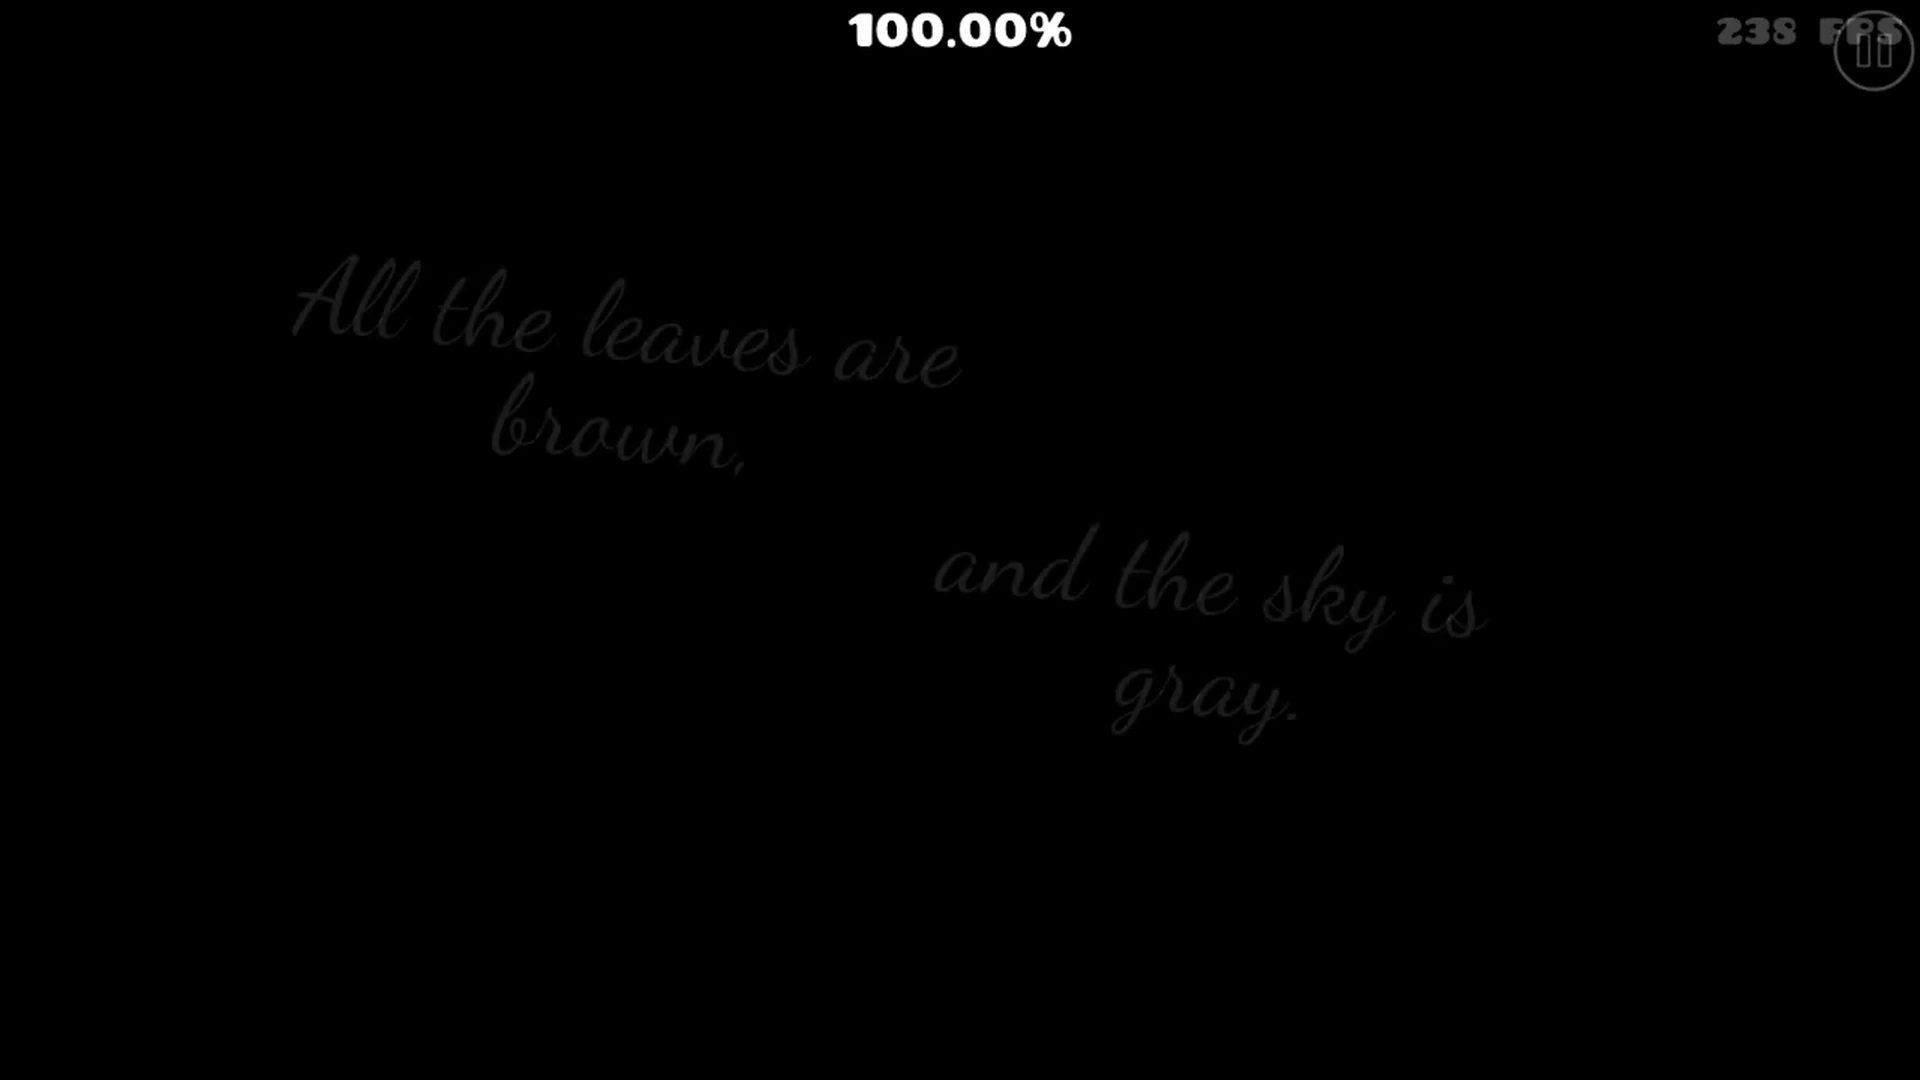 100.00%
238 FPS
All the leaves are
brown,
and the sky is
gray.